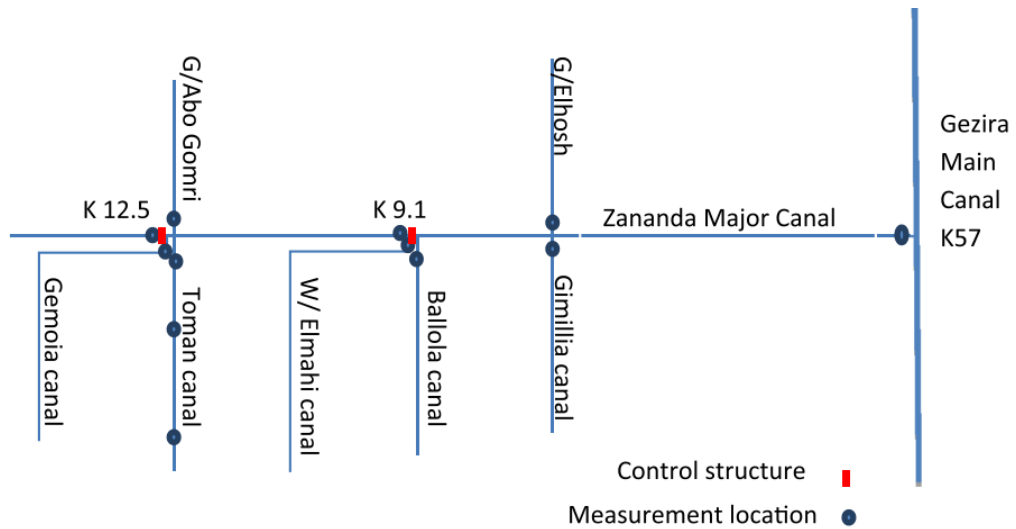 G/Abo Gomri
G/Elhosh
Gezira
Main
Canal
K57
K 12.5
K 9.1
Zananda Major Canal
Gemoia canal
Toman canal
W/ Elmahi canal
Ballola canal
Gimillia canal
Control structure
Measurement location